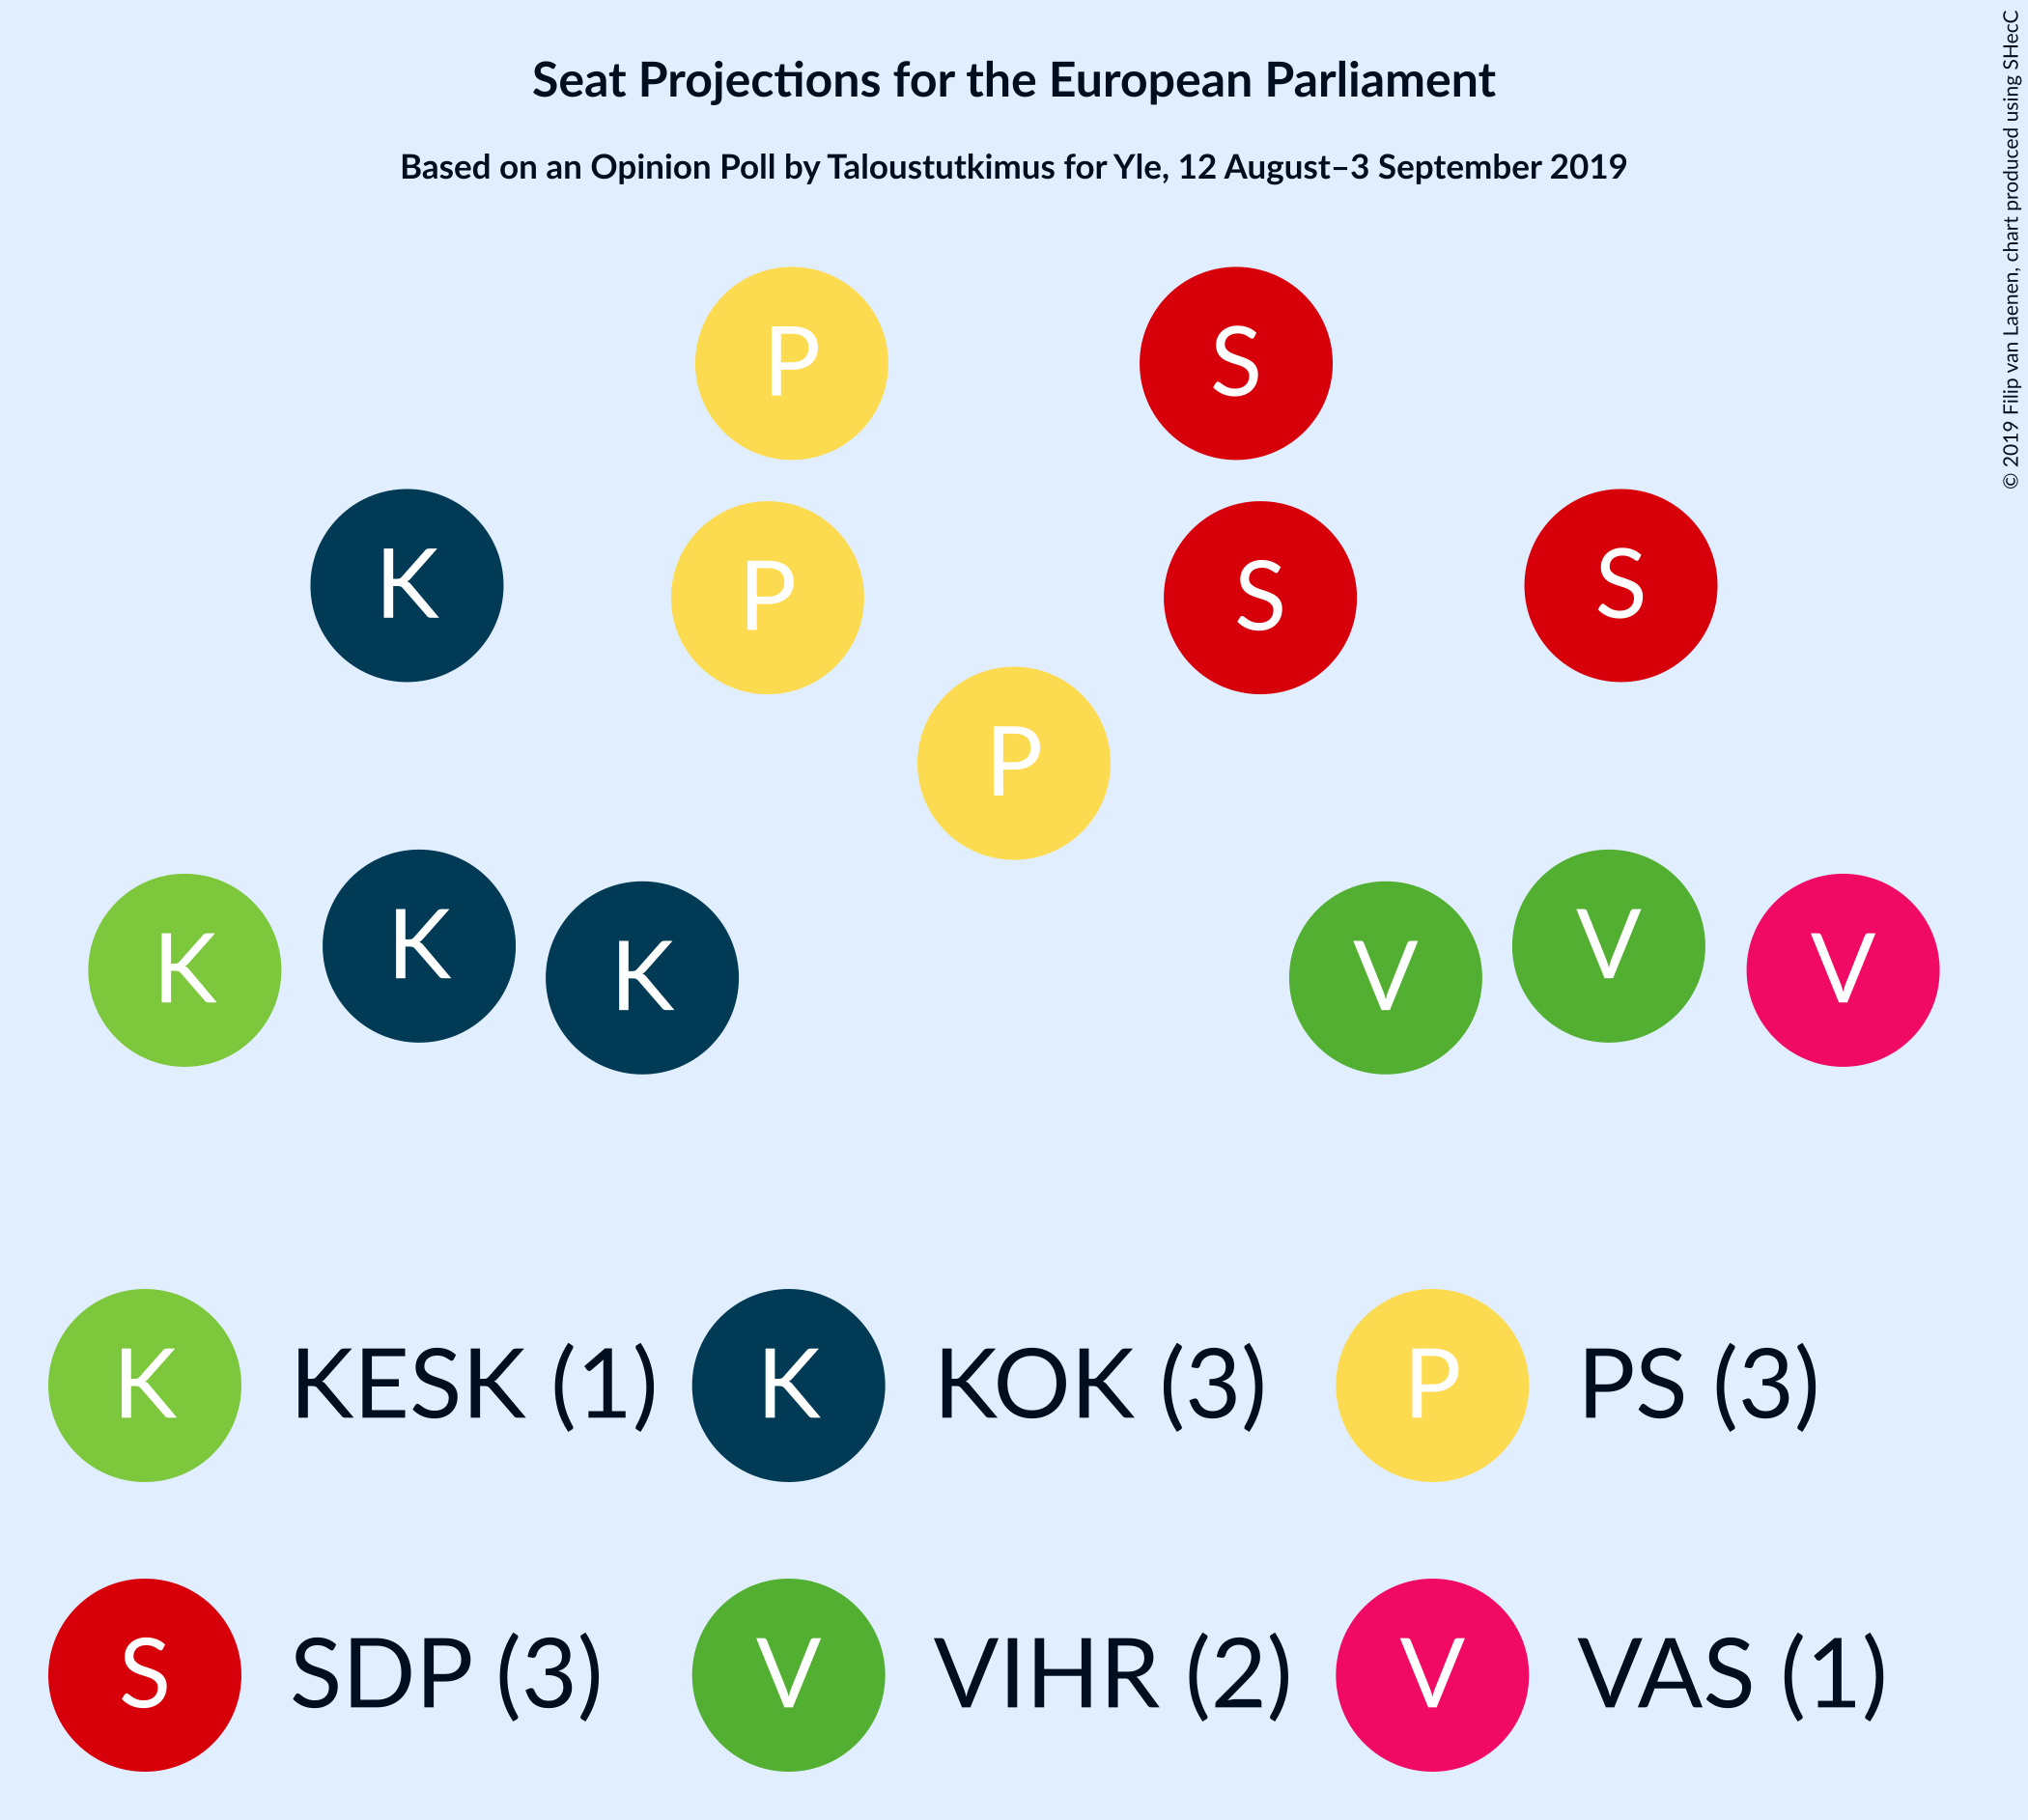 Seat Projections for the European Parliament
Based on an Opinion Poll by Taloustutkimus for Yle, 12 August–3 September 2019
© 2019 Filip van Laenen, chart produced using SHecC
P S
K P S S
P
K K K V V V
K KESK (1) K KOK (3) P PS (3)
S SDP (3) V VIHR (2) V VAS (1)